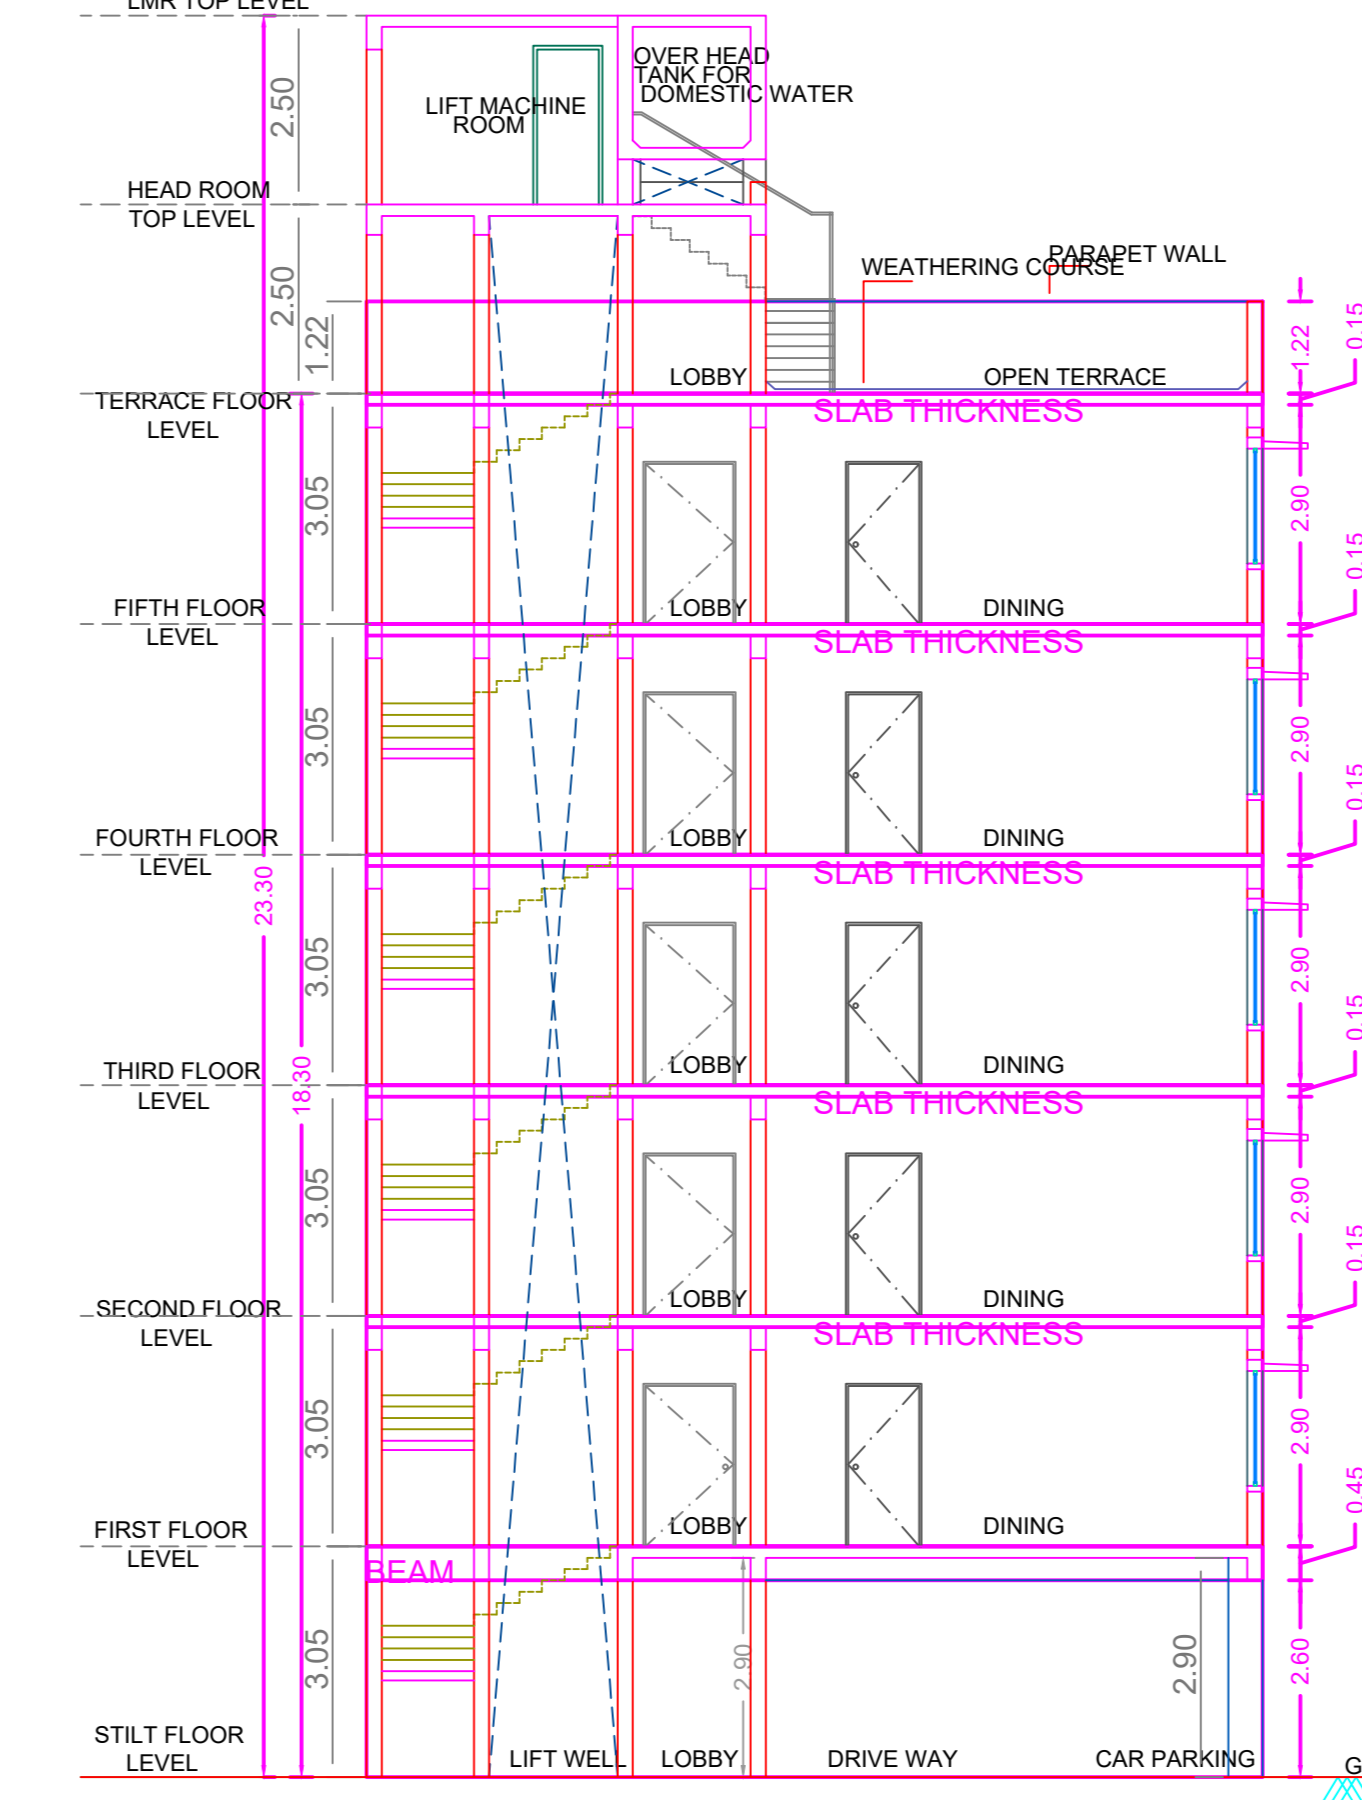 LMR TOP LEVEL
OVER HEAD
TANK FOR
DOMESTIC WATER
LIFT MACHINE
ROOM
2.50
HEAD ROOM
TOP LEVEL
PARAPET WALL
WEATHERING COURSE
2.50
1.22
1.22
0.15
LOBBY
OPEN TERRACE
TERRACE FLOOR
LEVEL
SLAB THICKNESS
3.05
2.90
0.15
FIFTH FLOOR
LEVEL
LOBBY
DINING
SLAB THICKNESS
3.05
2.90
0.15
FOURTH FLOOR
LEVEL
LOBBY
DINING
SLAB THICKNESS
23.30
3.05
2.90
0.15
THIRD FLOOR
LEVEL
LOBBY
DINING
18.30
SLAB THICKNESS
3.05
2.90
0.15
SECOND FLOOR
LEVEL
LOBBY
DINING
SLAB THICKNESS
3.05
2.90
0.45
FIRST FLOOR
LEVEL
LOBBY
DINING
BEAM
3.05
2.90
2.90
2.60
STILT FLOOR
LEVEL
LIFT WELL
LOBBY
DRIVE WAY
CAR PARKING
G